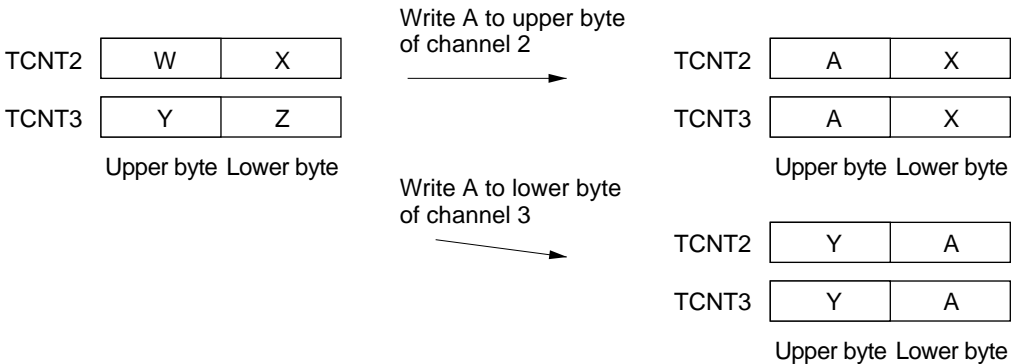 Write A to upper byte
of channel 2
TCNT2 W X
TCNT3 Y Z
Upper byte Lower byte
TCNT2 A X
TCNT3 A X
Upper byte Lower byte
Write A to lower byte
of channel 3
TCNT2 Y A
TCNT3 Y A
Upper byte Lower byte